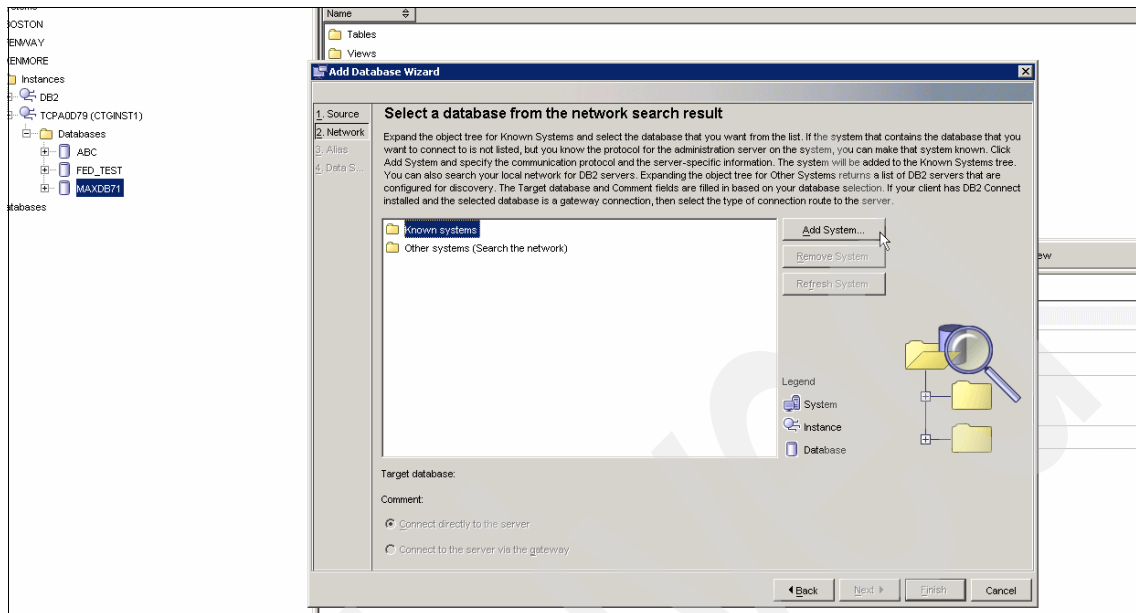 BOSTON
FENWAY
KENMORE
Instances
DB2
TCPA0D79 (CTGINST1)
Databases
ABC
FED_TEST
MAXDB71
Name
Tables
Views
Add Database Wizard
1. Source
2. Network
3. Alias
4. Data S...
Select a database from the network search result
Expand the object tree for Known Systems and select the database that you want from the list. If the system that contains the database that you
want to connect to is not listed, but you know the protocol for the administration server on the system, you can make that system known. Click
Add System and specify the communication protocol and the server-specific information. The system will be added to the Known Systems tree.
You can also search your local network for DB2 servers. Expanding the object tree for Other Systems returns a list of DB2 servers that are
configured for discovery. The Target database and Comment fields are filled in based on your database selection. If your client has DB2 Connect
installed and the selected database is a gateway connection, then select the type of connection route to the server.
Known systems
Other systems (Search the network)
Add System...
Remove System
Refresh System
Legend
System
Instance
Database
Target database:
Comment:
Connect directly to the server
Connect to the server via the gateway
Back
Next
Finish
Cancel